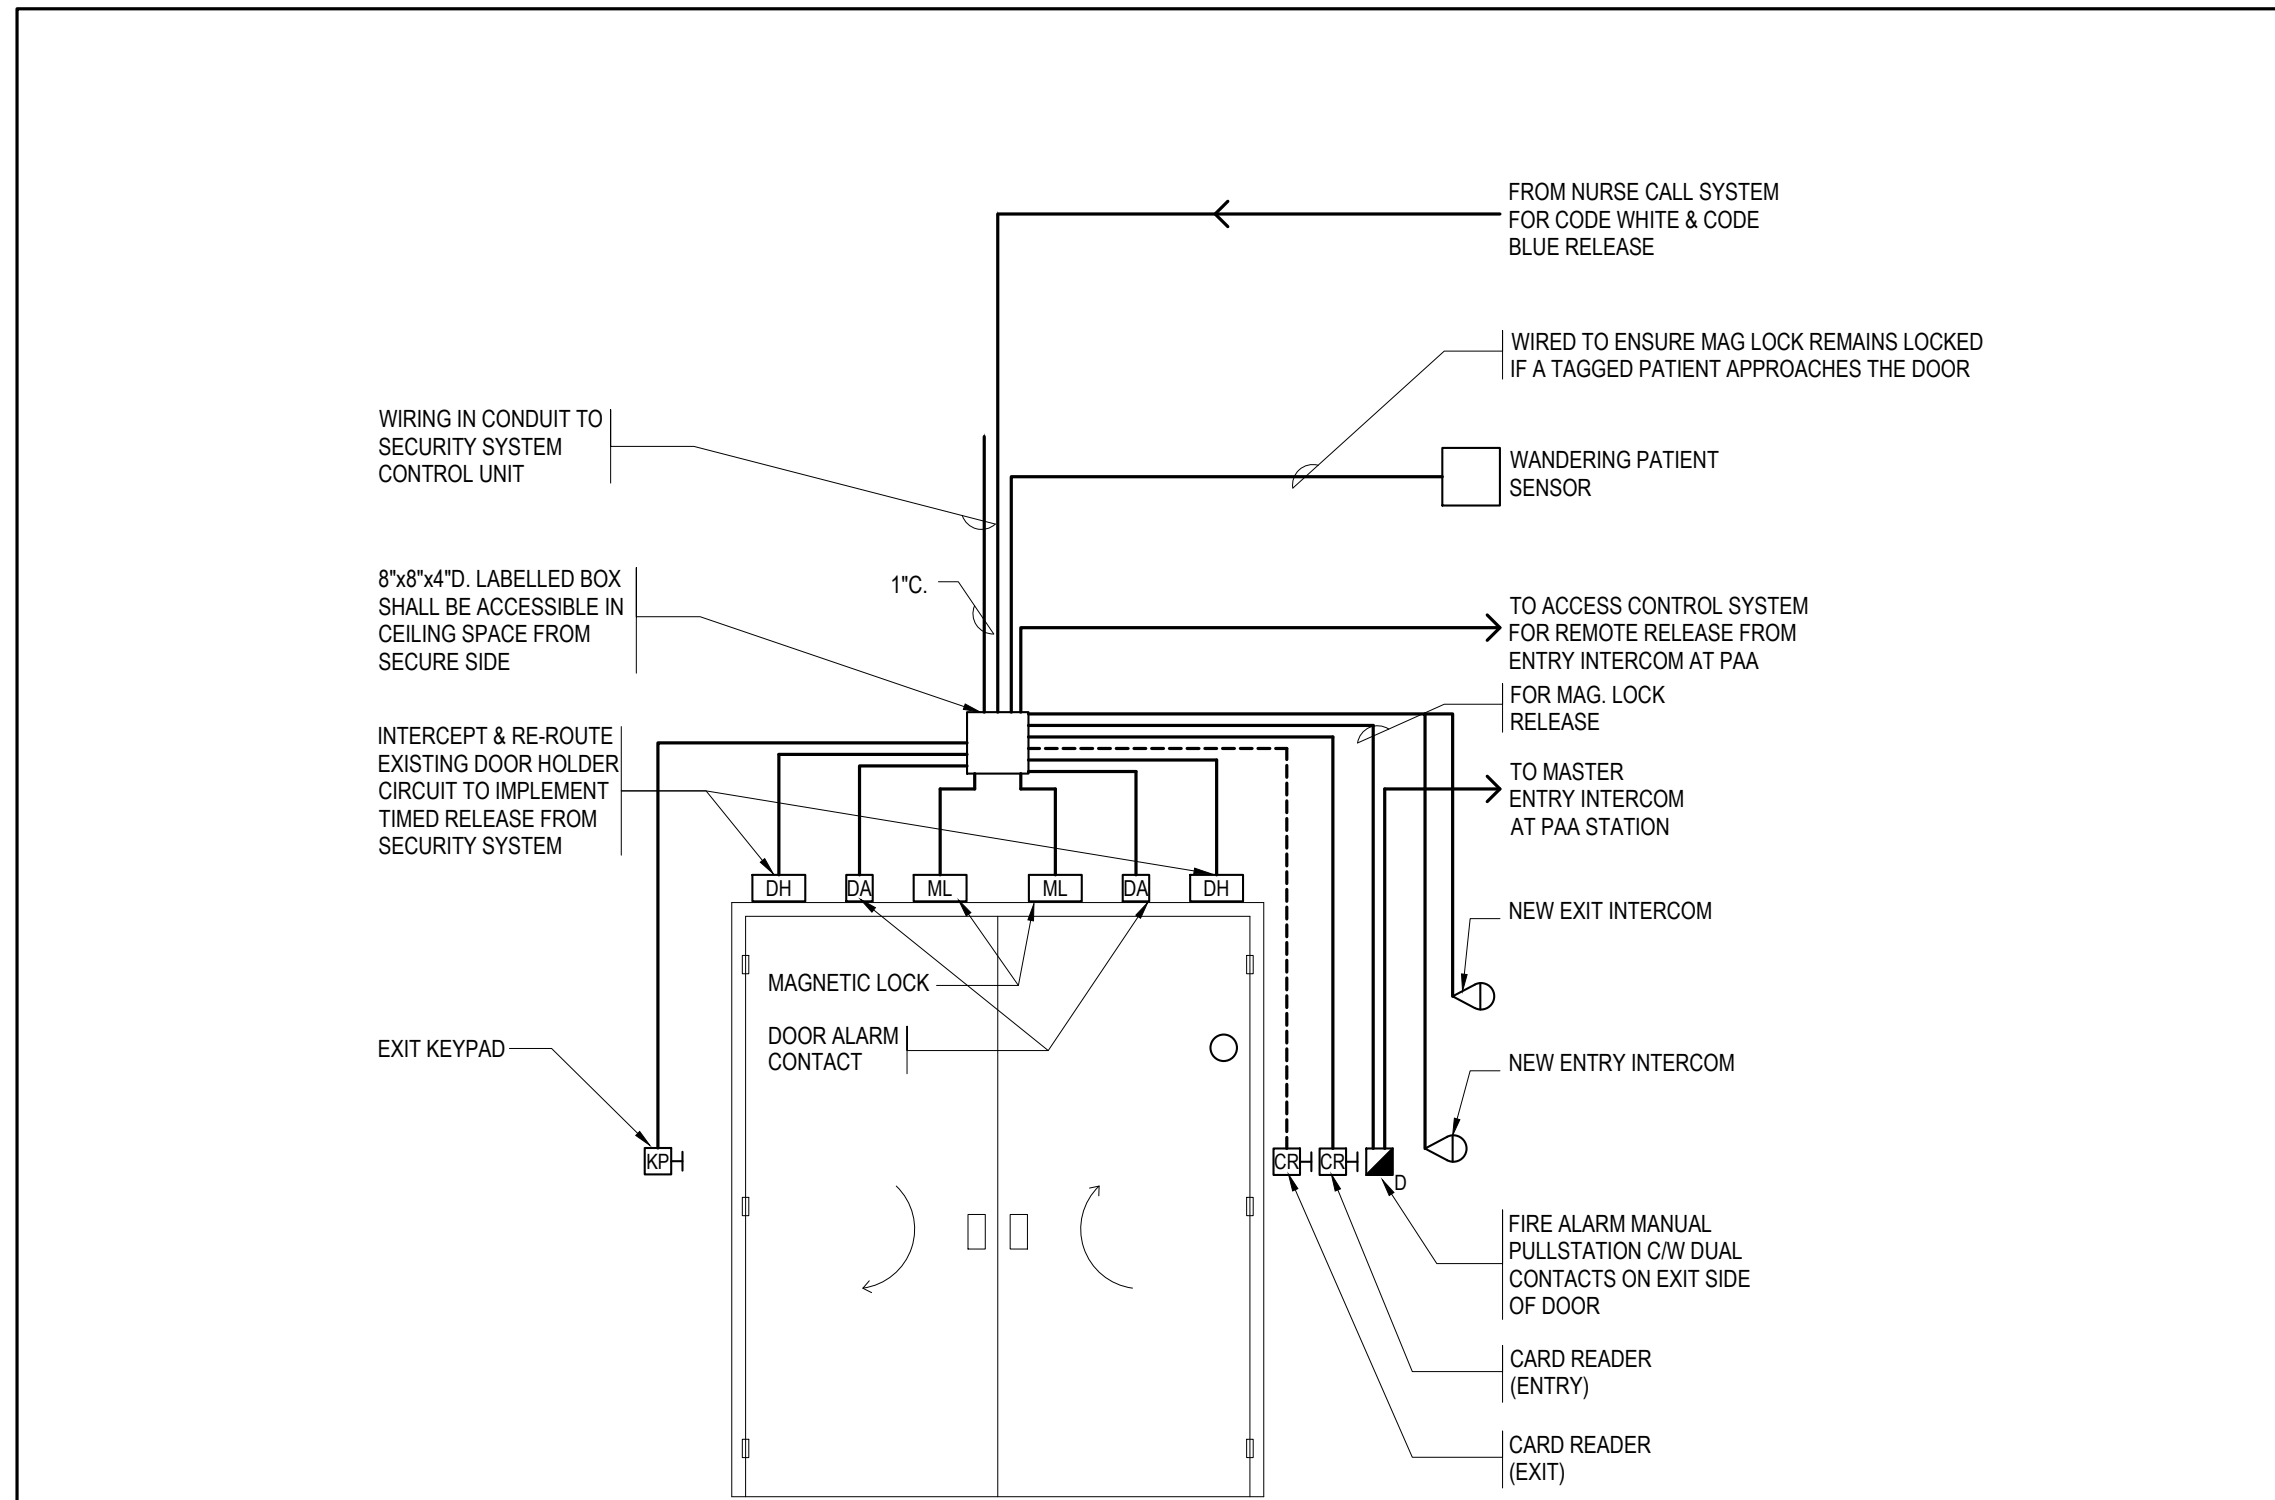 FROM NURSE CALL SYSTEM
FOR CODE WHITE & CODE
BLUE RELEASE
WIRED TO ENSURE MAG LOCK REMAINS LOCKED
IF A TAGGED PATIENT APPROACHES THE DOOR
WIRING IN CONDUIT TO
SECURITY SYSTEM
CONTROL UNIT
WANDERING PATIENT
SENSOR
8"x8"x4"D. LABELLED BOX
SHALL BE ACCESSIBLE IN
CEILING SPACE FROM
SECURE SIDE
1"C.
TO ACCESS CONTROL SYSTEM
FOR REMOTE RELEASE FROM
ENTRY INTERCOM AT PAA
FOR MAG. LOCK
RELEASE
INTERCEPT & RE-ROUTE
EXISTING DOOR HOLDER
CIRCUIT TO IMPLEMENT
TIMED RELEASE FROM
SECURITY SYSTEM
TO MASTER
ENTRY INTERCOM
AT PAA STATION
DH DA ML ML DA DH
NEW EXIT INTERCOM
MAGNETIC LOCK
DOOR ALARM
CONTACT
EXIT KEYPAD
NEW ENTRY INTERCOM
KP CR CR D
FIRE ALARM MANUAL
PULLSTATION C/W DUAL
CONTACTS ON EXIT SIDE
OF DOOR
CARD READER
(ENTRY)
CARD READER
(EXIT)